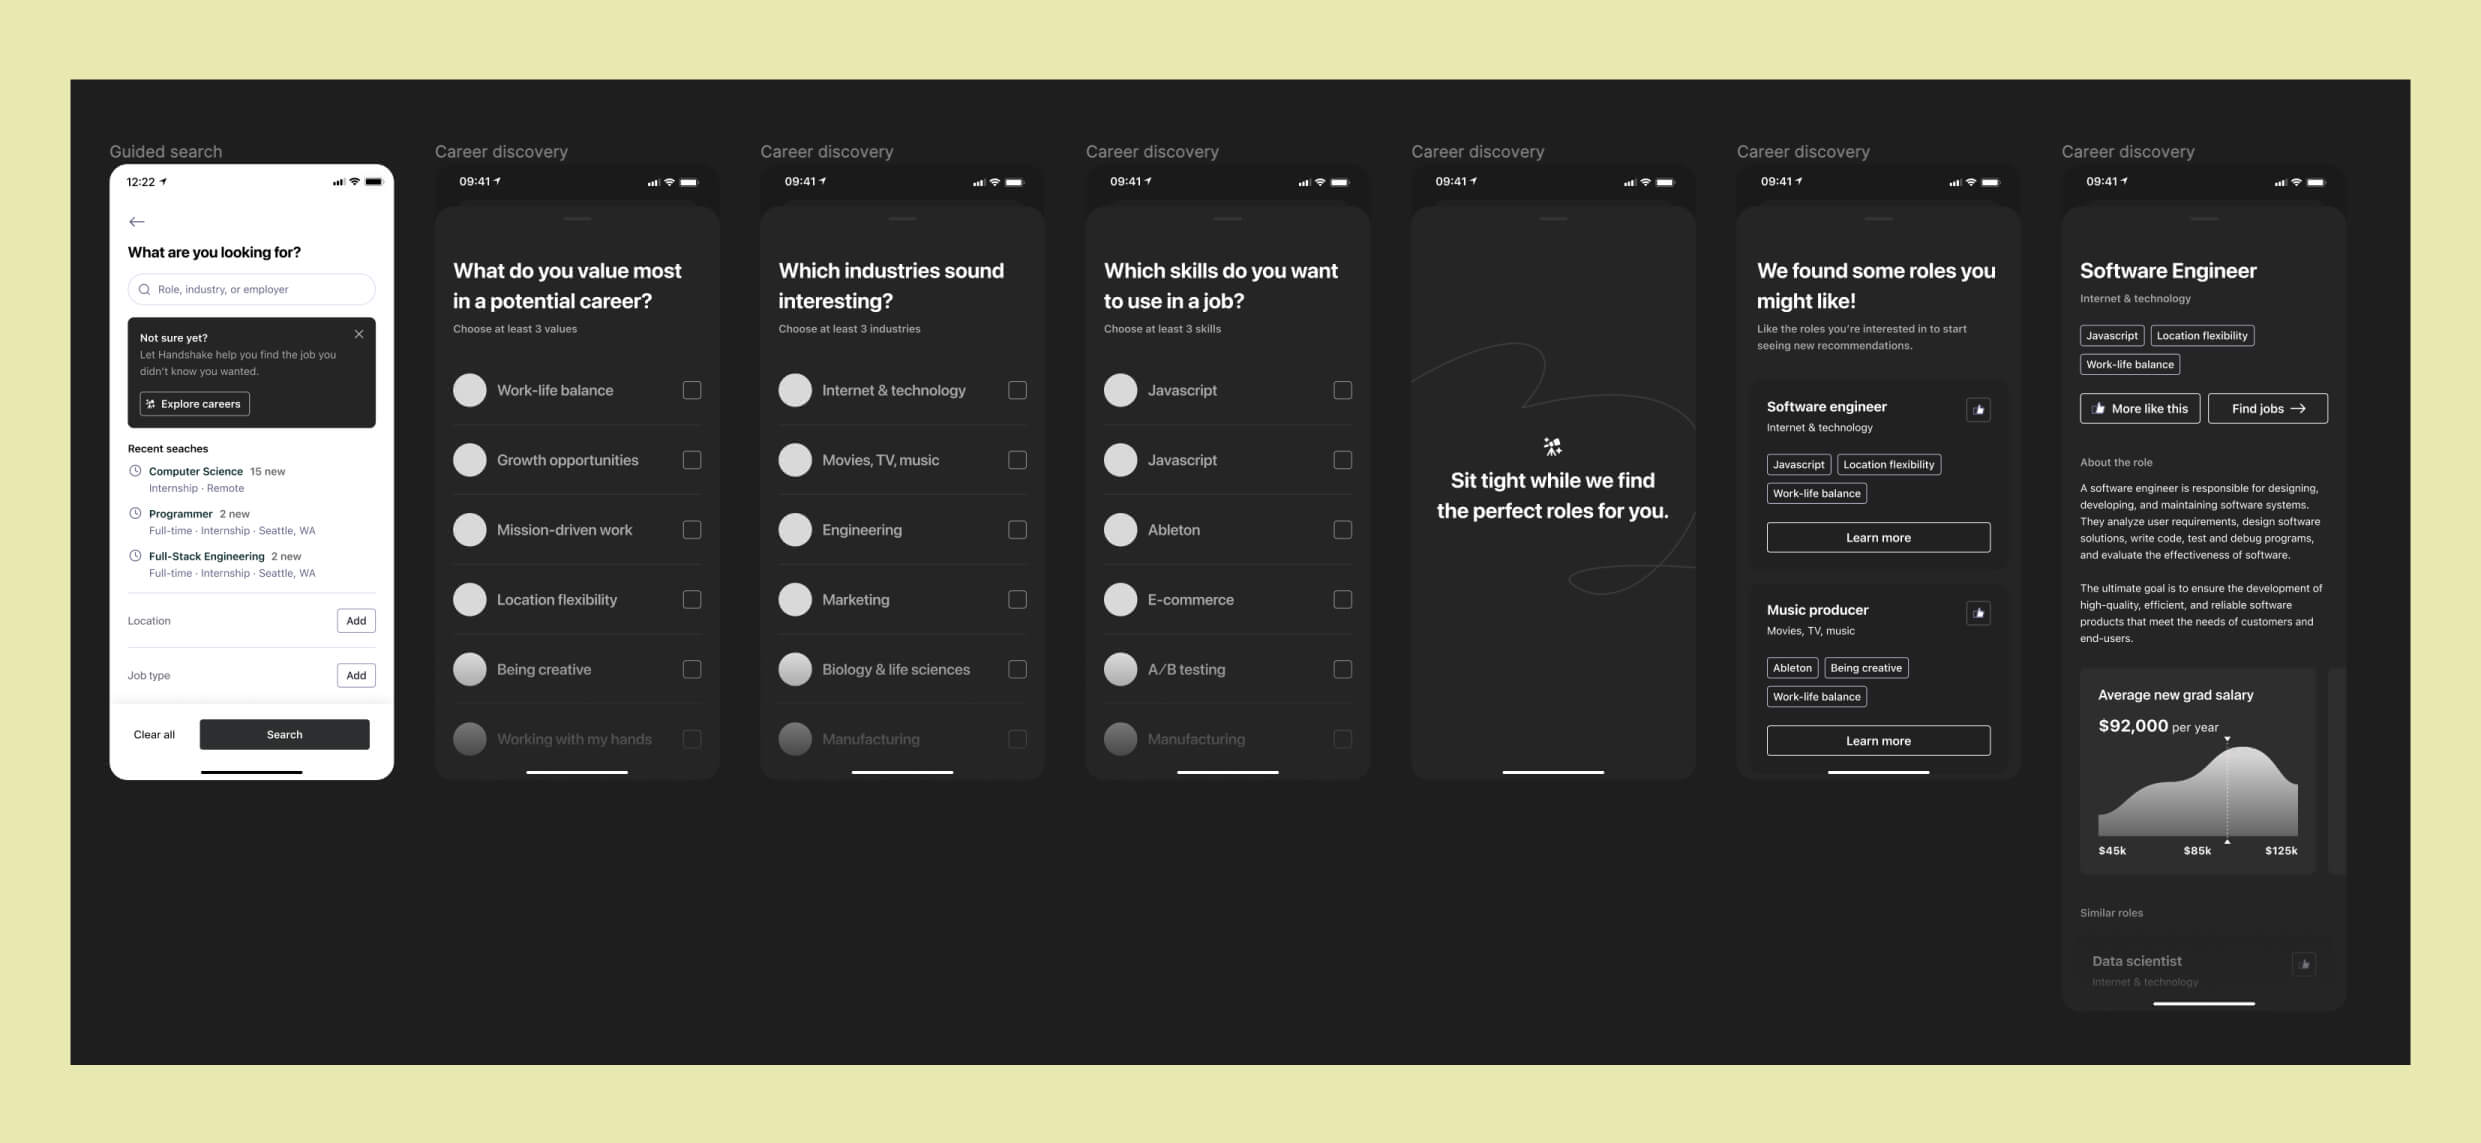 Guided search
12:22
What are you looking for?
Role, industry, or employer
Not sure yet?
Let Handshake help you find the job you
didn't know you wanted.
Explore careers
Recent searches
Computer Science 15 new
Internship · Remote
Programmer 2 new
Full-time · Internship · Seattle, WA
Full-Stack Engineering 2 new
Full-time · Internship · Seattle, WA
Location
Add
Job type
Add
Clear all
Search
Career discovery
09:41
What do you value most
in a potential career?
Choose at least 3 values
Work-life balance
Growth opportunities
Mission-driven work
Location flexibility
Being creative
Working with my hands
Career discovery
09:41
Which industries sound
interesting?
Choose at least 3 industries
Internet & technology
Movies, TV, music
Engineering
Marketing
Biology & life sciences
Manufacturing
Career discovery
09:41
Which skills do you want
to use in a job?
Choose at least 3 skills
Javascript
Javascript
Ableton
E-commerce
A/B testing
Manufacturing
Career discovery
09:41
Sit tight while we find
the perfect roles for you.
Career discovery
09:41
We found some roles you
might like!
Like the roles you're interested in to start
seeing new recommendations.
Software engineer
Internet & technology
Javascript
Location flexibility
Work-life balance
Learn more
Music producer
Movies, TV, music
Ableton
Being creative
Work-life balance
Learn more
Career discovery
09:41
Software Engineer
Internet & technology
Javascript
Location flexibility
Work-life balance
More like this
Find jobs
About the role
A software engineer is responsible for designing,
developing, and maintaining software systems.
They analyze user requirements, design software
solutions, write code, test and debug programs,
and evaluate the effectiveness of software.
The ultimate goal is to ensure the development of
high-quality, efficient, and reliable software
products that meet the needs of customers and
end-users.
Average new grad salary
$92,000 per year
$45k
$85k
$125k
Similar roles
Data scientist
Internet & technology